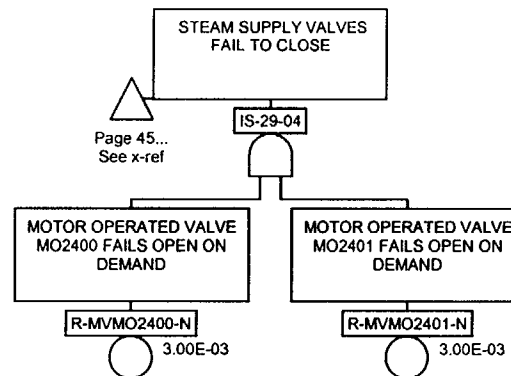 STEAM SUPPLY VALVES
FAIL TO CLOSE
Page 45...
See x-ref
IS-29-04
MOTOR OPERATED VALVE
MO2400 FAILS OPEN ON
DEMAND
MOTOR OPERATED VALVE
MO2401 FAILS OPEN ON
DEMAND
R-MVMO2400-N
3.00E-03
R-MVMO2401-N
3.00E-03